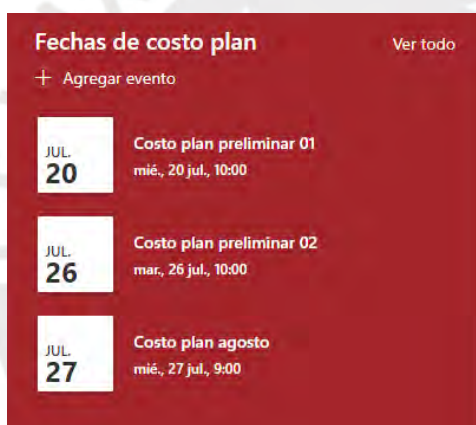 Fechas de costo plan
Ver todo
+ Agregar evento
JUL.
20
Costo plan preliminar 01
mié., 20 jul., 10:00
JUL.
26
Costo plan preliminar 02
mar., 26 jul., 10:00
JUL.
27
Costo plan agosto
mié., 27 jul., 9:00